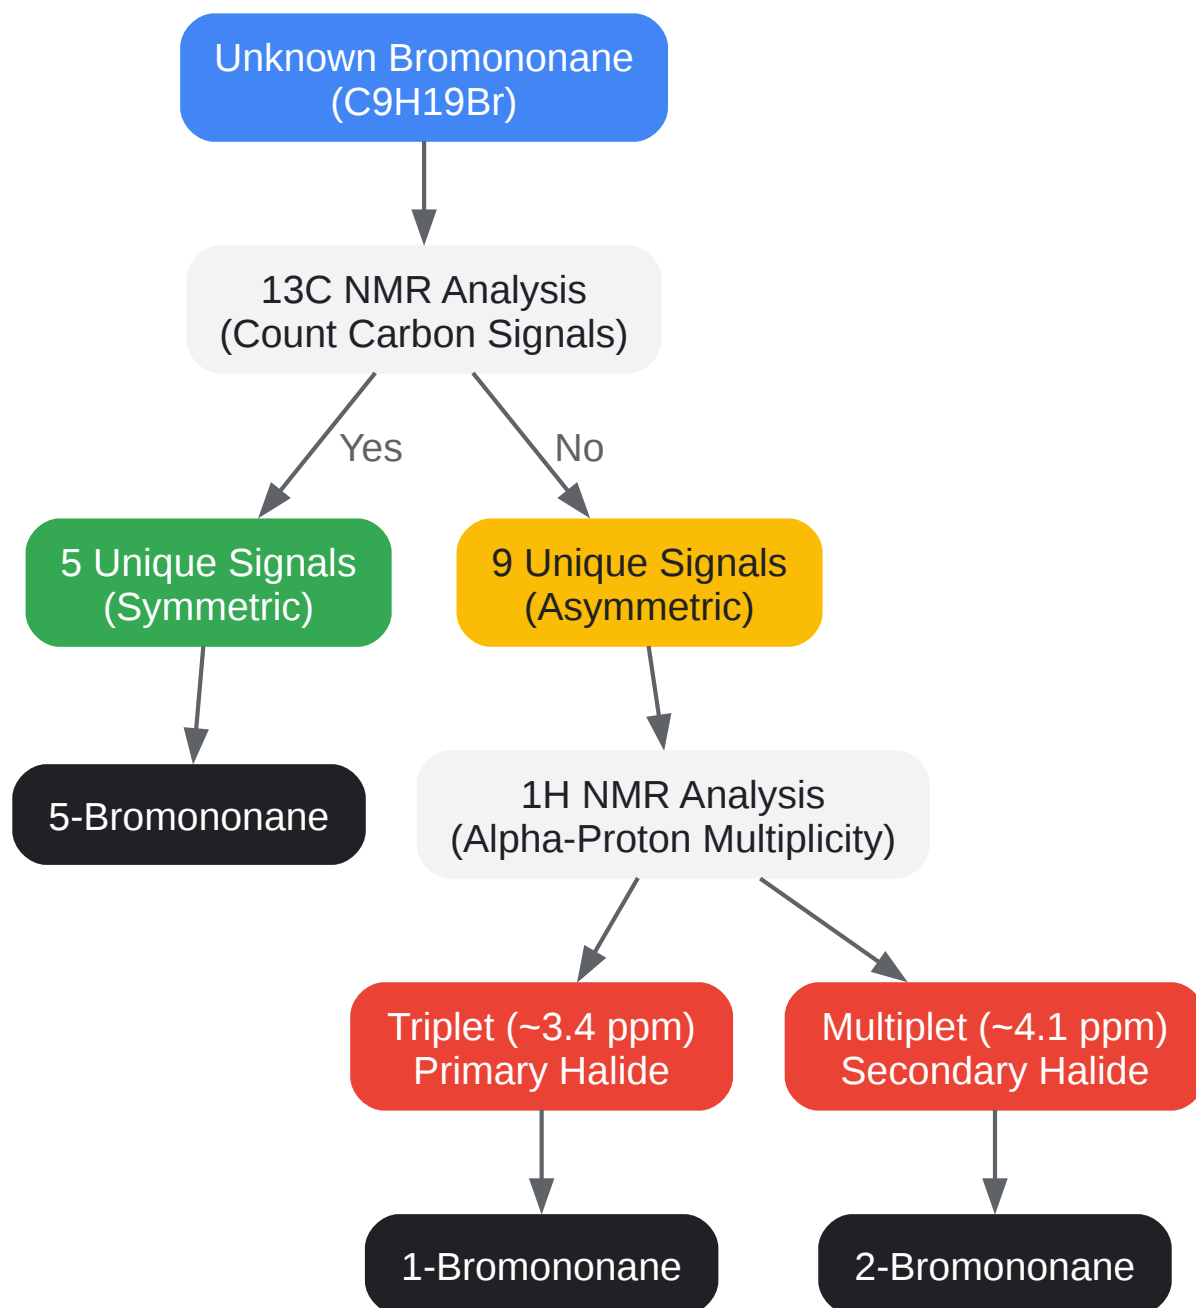 Unknown Bromononane
(C9H19Br)
13C NMR Analysis
(Count Carbon Signals)
Yes
No
5 Unique Signals
(Symmetric)
9 Unique Signals
(Asymmetric)
5-Bromononane
1H NMR Analysis
(Alpha-Proton Multiplicity)
Triplet (~3.4 ppm)
Primary Halide
Multiplet (~4.1 ppm)
Secondary Halide
1-Bromononane
2-Bromononane